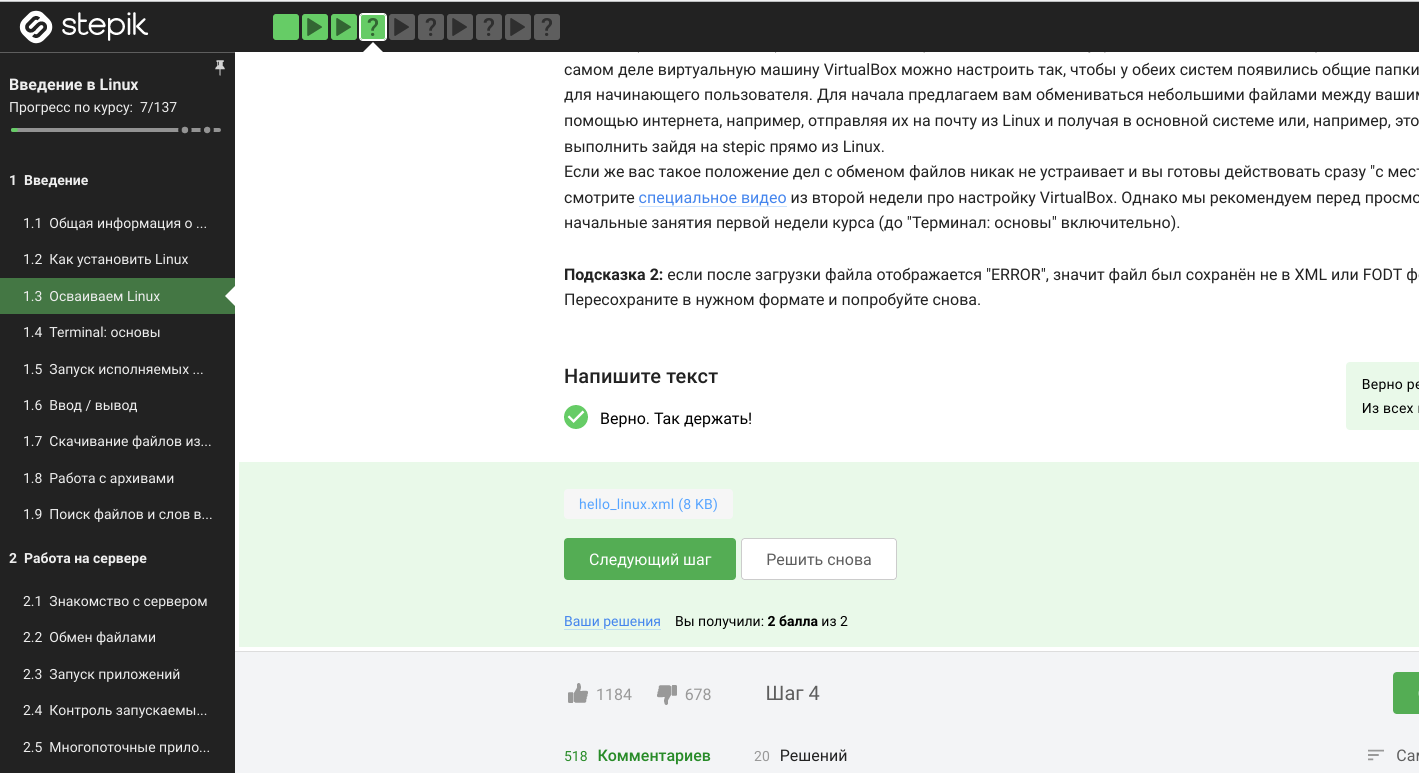 stepik
Введение в Linux
Прогресс по курсу: 7/137
1 Введение
1.1 Общая информация о ...
1.2 Как установить Linux
1.3 Осваиваем Linux
1.4 Terminal: основы
1.5 Запуск исполняемых ...
1.6 Ввод / вывод
1.7 Скачивание файлов из...
1.8 Работа с архивами
1.9 Поиск файлов и слов в...
2 Работа на сервере
2.1 Знакомство с сервером
2.2 Обмен файлами
2.3 Запуск приложений
2.4 Контроль запускаемы...
2.5 Многопоточные прило...
самом деле виртуальную машину VirtualBox можно настроить так, чтобы у обеих систем появились общие папки
для начинающего пользователя. Для начала предлагаем вам обмениваться небольшими файлами между
помощью интернета, например, отправляя их на почту из Linux и получая в основной системе или, например, это
выполнить зайдя на stepic прямо из Linux.
Если же вас такое положение дел с обменом файлов никак не устраивает и вы готовы действовать сразу "с
смотрите специальное видео из второй недели про настройку VirtualBox. Однако мы рекомендуем перед
начальные занятия первой недели курса (до "Терминал: основы" включительно).
Подсказка 2: если после загрузки файла отображается "ERROR", значит файл был сохранён не в XML или FODT
Пересохраните в нужном формате и попробуйте снова.
Напишите текст
Верно. Так держать!
Верно
Из всех
hello_linux.xml (8 KB)
Следующий шаг
Решить снова
Ваши решения Вы получили: 2 балла из 2
1184 678 Шаг 4
518 Комментариев 20 Решений